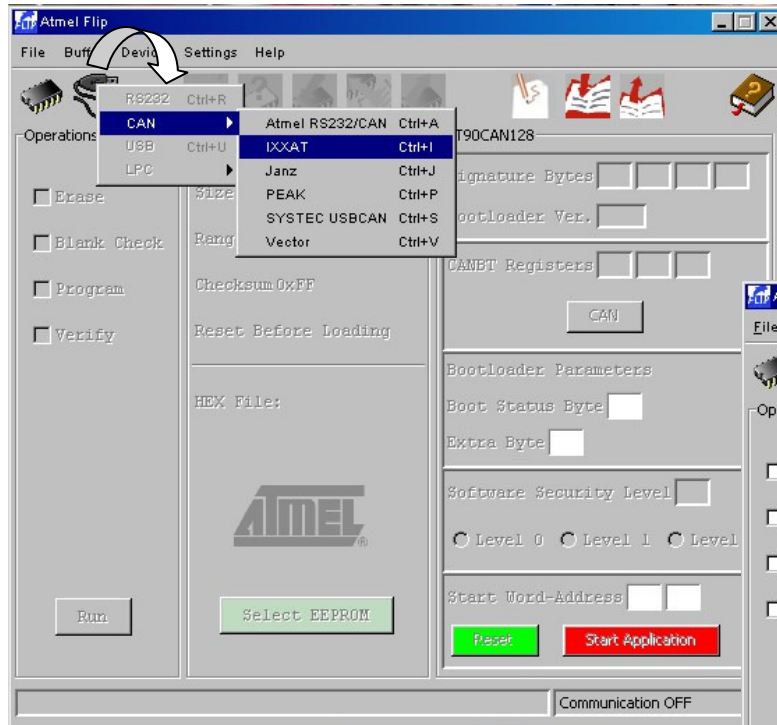 Atmel Flip
File Buff Devic Settings Help
RS232 Ctrl+R
CAN
USB Ctrl+U
LPC
Atmel RS232/CAN Ctrl+A
IXXAT Ctrl+I
Janz Ctrl+J
PEAK Ctrl+P
SYSTEC USBCAN Ctrl+S
Vector Ctrl+V
Operations
Erase
Blank Check
Program
Verify
Run
Size
Rang
Checksum 0xFF
Reset Before Loading
HEX File:
ATMEL
Select EEPROM
T90CAN128
ignature Bytes
ootloader Ver.
CANBT Registers
CAN
Bootloader Parameters
Boot Status Byte
Extra Byte
Software Security Level
Level 0 Level 1 Level
Start Word-Address
Reset Start Application
Communication OFF
File
Op